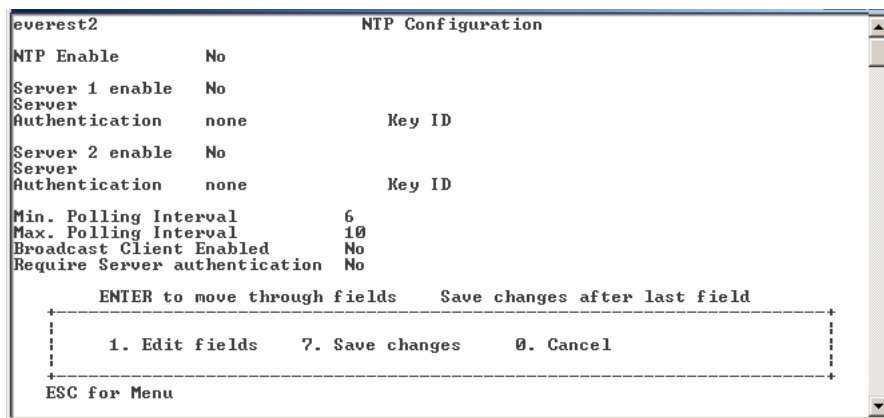 everest2 NTP Configuration
NTP Enable No
Server 1 enable No
Server
Authentication none Key ID
Server 2 enable No
Server
Authentication none Key ID
Min. Polling Interval 6
Max. Polling Interval 10
Broadcast Client Enabled No
Require Server authentication No
ENTER to move through fields Save changes after last field
1. Edit fields 7. Save changes 0. Cancel
ESC for Menu